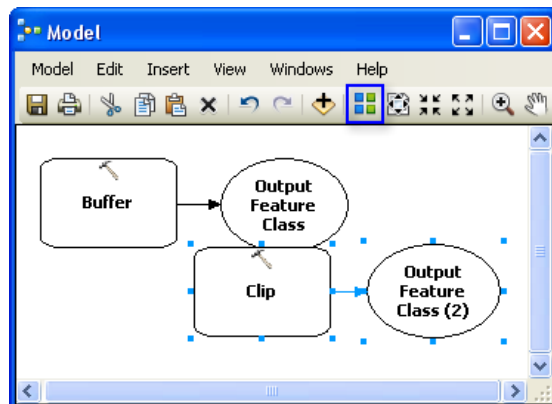 Model
Model Edit Insert View Windows Help
Buffer
Output
Feature
Class
Clip
Output
Feature
Class (2)